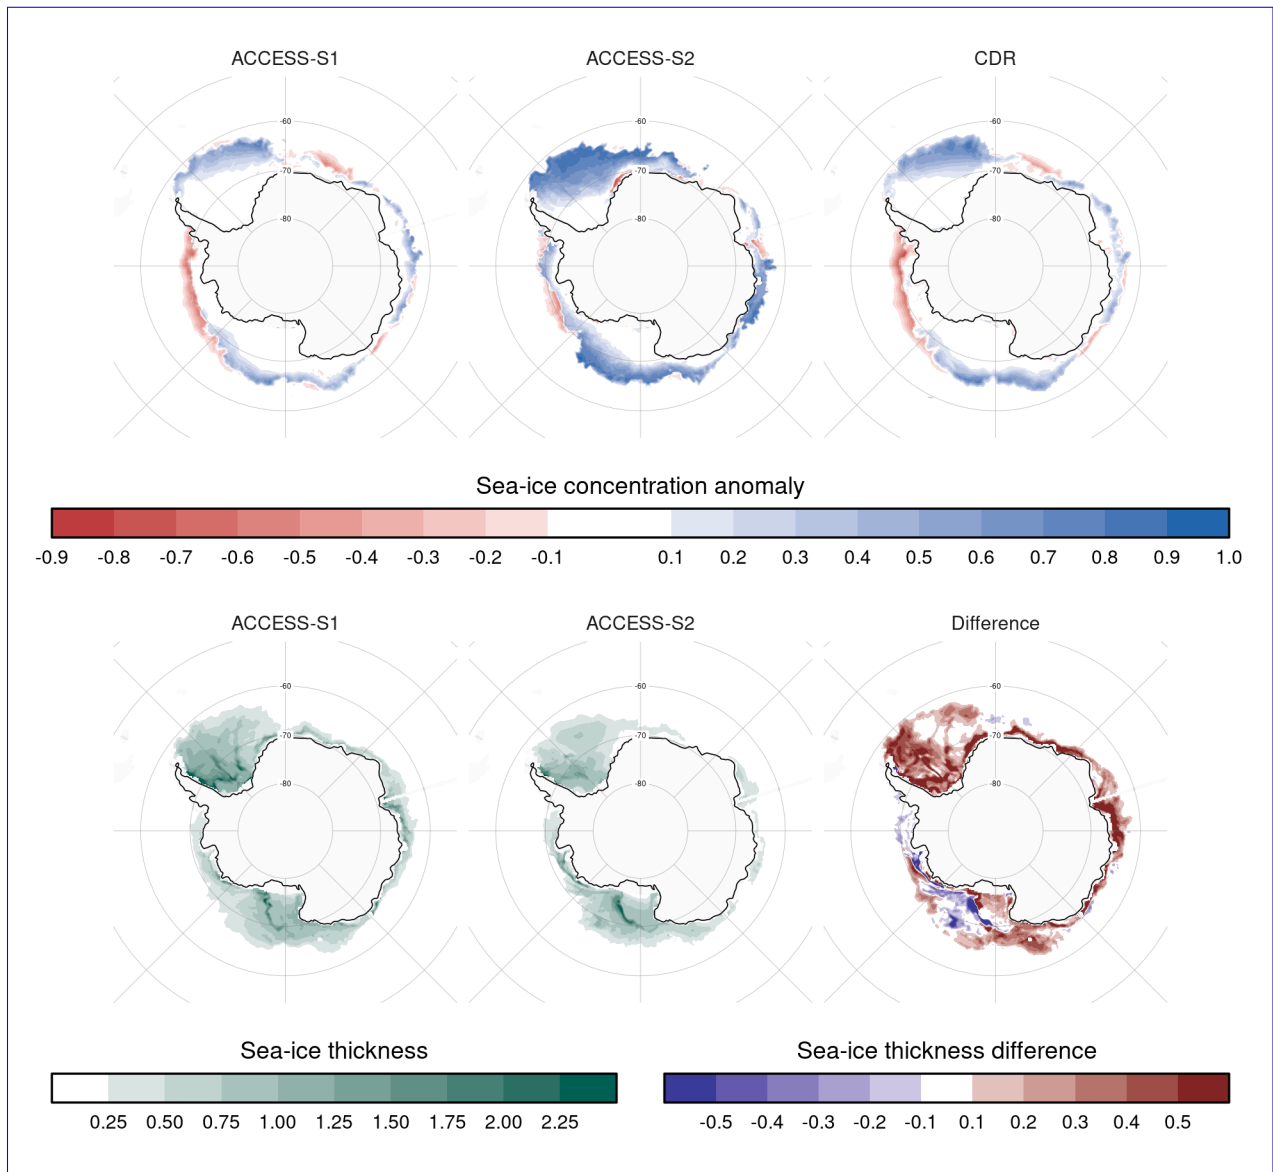 ACCESS-S1 ACCESS-S2 CDR
-60 -60 -60
-70 -70 -70
-80 -80 -80
Sea-ice concentration anomaly
-0.9 -0.8 -0.7 -0.6 -0.5 -0.4 -0.3 -0.2 -0.1 0.1 0.2 0.3 0.4 0.5 0.6 0.7 0.8 0.9 1.0
ACCESS-S1 ACCESS-S2 Difference
-60 -60 -60
-70 -70 -70
-80 -80 -80
Sea-ice thickness Sea-ice thickness difference
0.25 0.50 0.75 1.00 1.25 1.50 1.75 2.00 2.25 -0.5 -0.4 -0.3 -0.2 -0.1 0.1 0.2 0.3 0.4 0.5